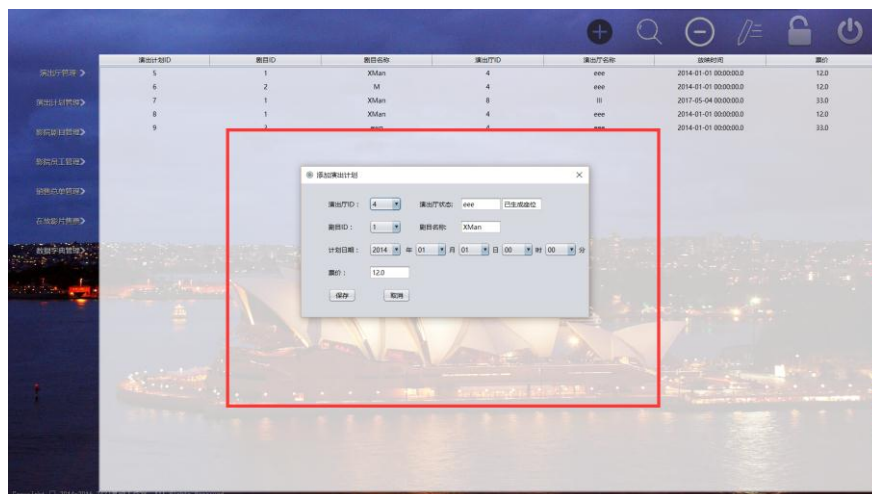 演出计划ID 剧目ID 剧目名称 演出厅ID 演出厅名称 放映时间 票价
5 1 XMan 4 eee 2014-01-01 00:00:00.0 12.0
6 2 M 4 eee 2014-01-01 00:00:00.0 12.0
7 1 XMan 8 lll 2017-05-04 00:00:00.0 33.0
8 1 XMan 4 eee 2014-01-01 00:00:00.0 12.0
9 3 4 eee 2014-01-01 00:00:00.0 33.0
演出厅管理 >
演出计划管理>
影院剧目管理>
影院员工管理>
销售总单管理>
在放影片售票>
数据字典管理>
添加演出计划 ×
演出厅ID： 4 演出厅状态: eee 已生成座位
剧目ID： 1 剧目名称: XMan
计划日期： 2014 年 01 月 01 日 00 时 00 分
票价： 12.0
保存 取消